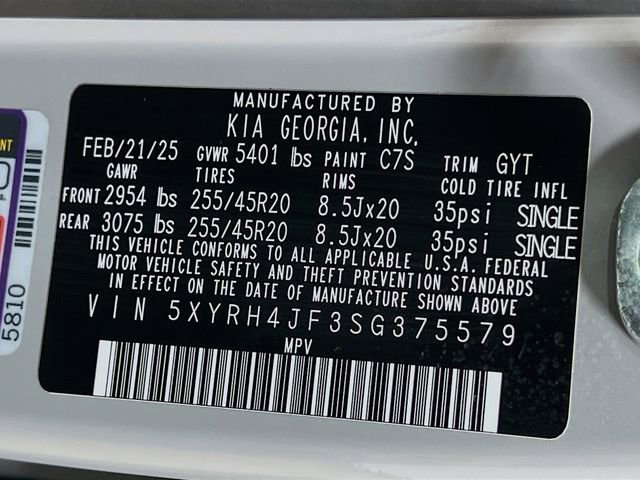 MANUFACTURED BY
KIA GEORGIA, INC.
FEB/21/25 GVWR 5401 lbs PAINT C7S TRIM GYT
GAWR TIRES RIMS COLD TIRE INFL
FRONT 2954 lbs 255/45R20 8.5Jx20 35psi SINGLE
REAR 3075 lbs 255/45R20 8.5Jx20 35psi SINGLE
THIS VEHICLE CONFORMS TO ALL APPLICABLE U.S.A. FEDERAL
MOTOR VEHICLE SAFETY AND THEFT PREVENTION STANDARDS
IN EFFECT ON THE DATE OF MANUFACTURE SHOWN ABOVE
VIN 5XYRH4JF3SG375579
MPV
5810